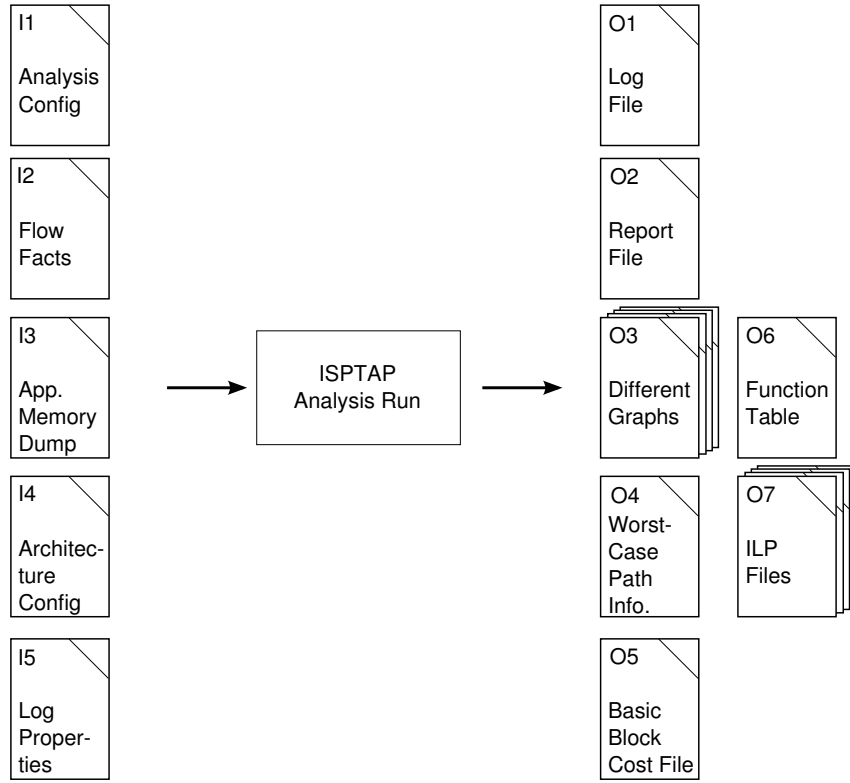 I1
Analysis
Config
I2
Flow
Facts
I3
App.
Memory
Dump
I4
Architec-
ture
Config
I5
Log
Proper-
ties
ISPTAP
Analysis Run
O1
Log
File
O2
Report
File
O3
Different
Graphs
O4
Worst-
Case
Path
Info.
O5
Basic
Block
Cost File
O6
Function
Table
O7
ILP
Files